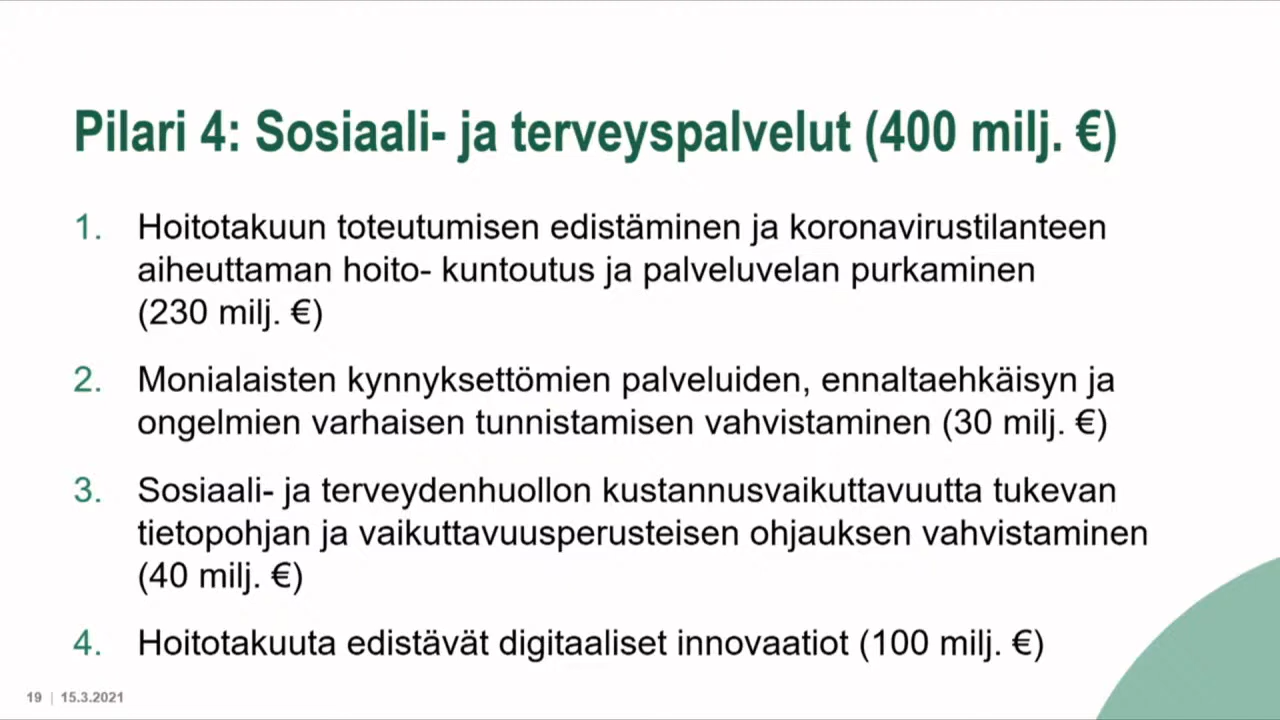 Pilari 4: Sosiaali- ja terveyspalvelut (400 milj. €)
1. Hoitotakuun toteutumisen edistäminen ja koronavirustilanteen
aiheuttaman hoito- kuntoutus ja palveluvelan purkaminen
(230 milj. €)
2. Monialaisten kynnyksettömien palveluiden, ennaltaehkäisyn ja
ongelmien varhaisen tunnistamisen vahvistaminen (30 milj. €)
3. Sosiaali- ja terveydenhuollon kustannusvaikuttavuutta tukevan
tietopohjan ja vaikuttavuusperusteisen ohjauksen vahvistaminen
(40 milj. €)
4. Hoitotakuuta edistävät digitaaliset innovaatiot (100 milj. €)
19 | 15.3.2021